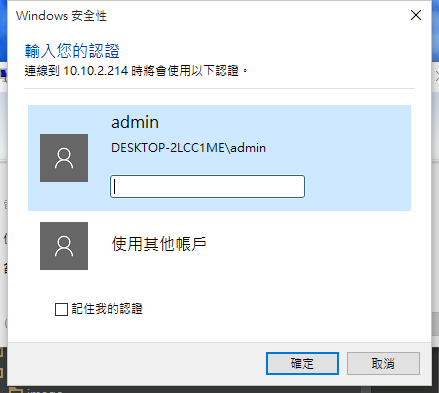 Windows 安全性
輸入您的認證
連線到 10.10.2.214 時將會使用以下認證。
admin
DESKTOP-2LCC1ME\admin
使用其他帳戶
記住我的認證
確定
取消
image